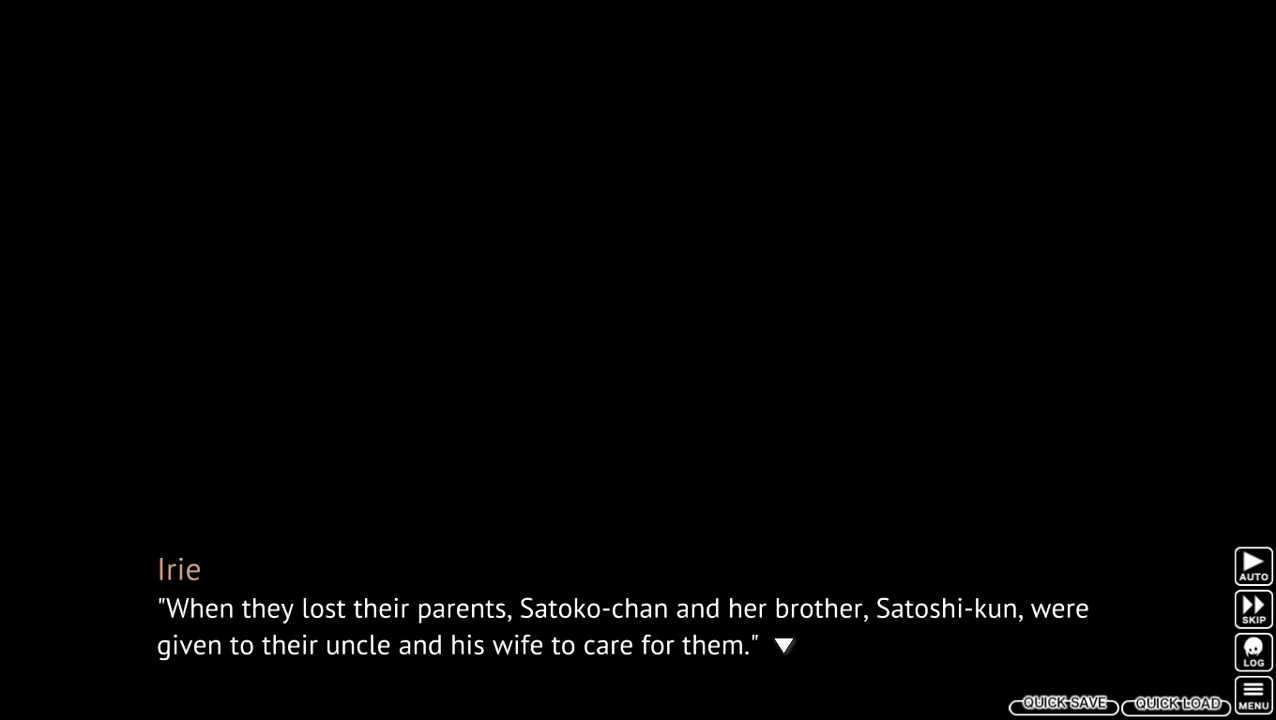 Irie
"When they lost their parents, Satoko-chan and her brother, Satoshi-kun, were
given to their uncle and his wife to care for them."
AUTO
SKIP
LOG
MENU
QUICK SAVE
QUICK LOAD